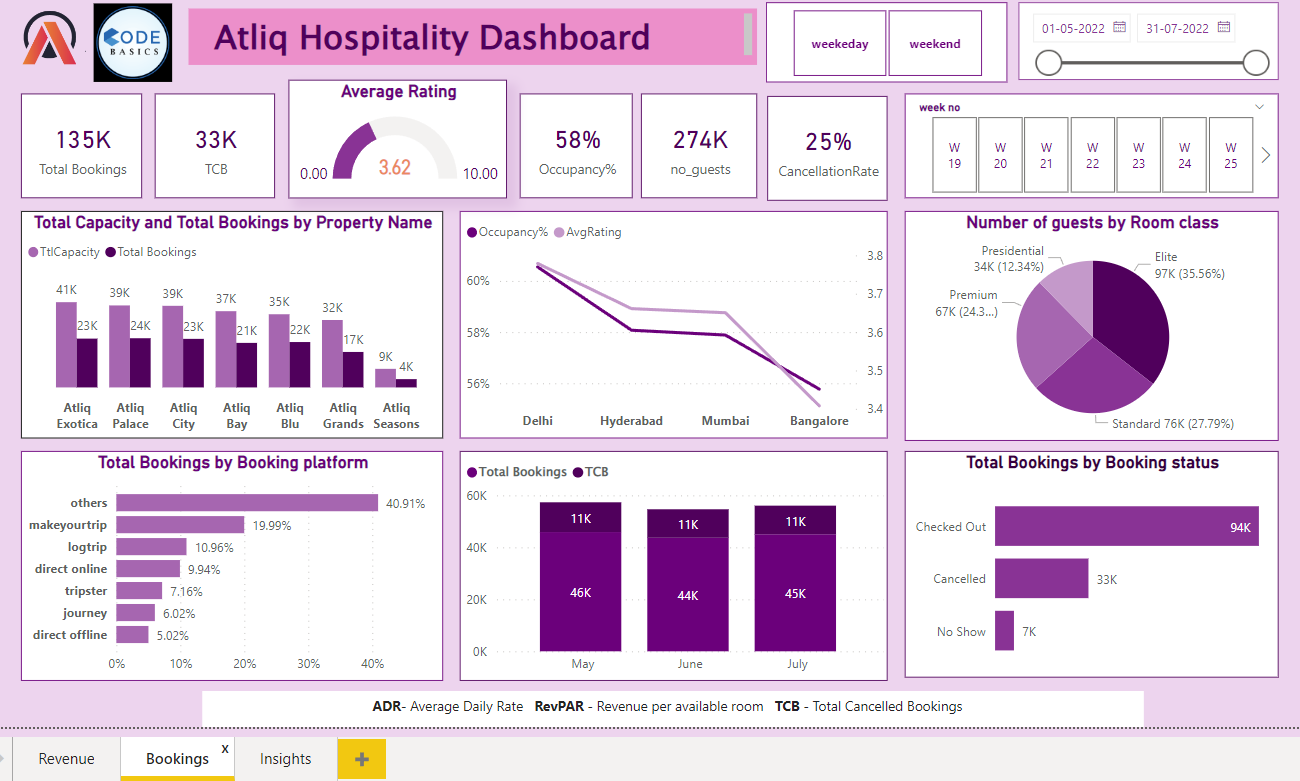 CODE
BASICS
Atliq Hospitality Dashboard
weekeday
weekend
01-05-2022
31-07-2022
135K
Total Bookings
33K
TCB
Average Rating
0.00
3.62
10.00
58%
Occupancy%
274K
no_guests
25%
CancellationRate
week no
W
19
W
20
W
21
W
22
W
23
W
24
W
25
Total Capacity and Total Bookings by Property Name
TtlCapacity
Total Bookings
41K
23K
39K
24K
39K
23K
37K
21K
35K
22K
32K
17K
9K
4K
Atliq
Exotica
Atliq
Palace
Atliq
City
Atliq
Bay
Atliq
Blu
Atliq
Grands
Atliq
Seasons
Occupancy%
AvgRating
60%
58%
56%
3.8
3.7
3.6
3.5
3.4
Delhi
Hyderabad
Mumbai
Bangalore
Number of guests by Room class
Presidential
34K (12.34%)
Elite
97K (35.56%)
Premium
67K (24.3...)
Standard 76K (27.79%)
Total Bookings by Booking platform
others
40.91%
makeyourtrip
19.99%
logtrip
10.96%
direct online
9.94%
tripster
7.16%
journey
6.02%
direct offline
5.02%
0%
10%
20%
30%
40%
Total Bookings
TCB
60K
40K
20K
0K
11K
46K
11K
44K
11K
45K
May
June
July
Total Bookings by Booking status
Checked Out
94K
Cancelled
33K
No Show
7K
ADR- Average Daily Rate RevPAR - Revenue per available room TCB - Total Cancelled Bookings
Revenue
Bookings
x
Insights
+